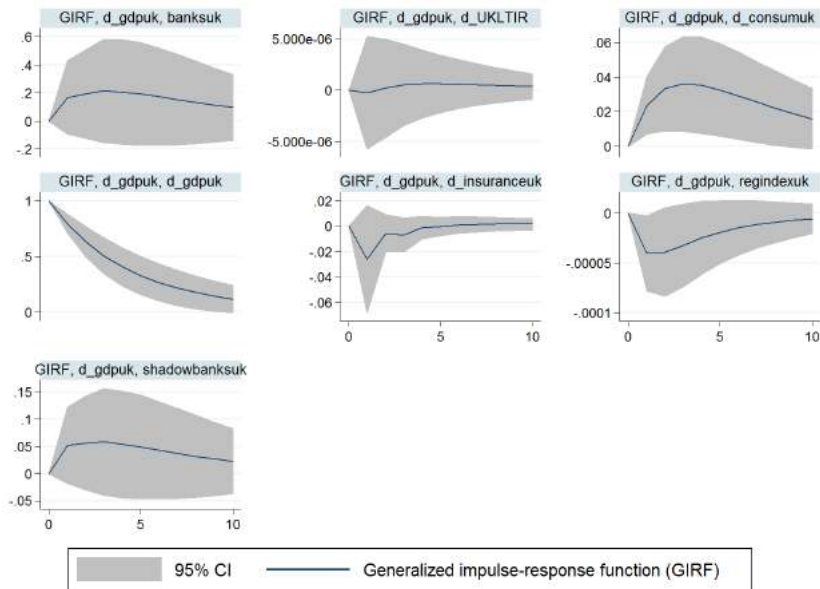 GIRF, d_gdpuk, banksuk
GIRF, d_gdpuk, d_UKLTIR
GIRF, d_gdpuk, d_consumuk
.6
.4
.2
0
-.2
5.000e-06
0
-5.000e-06
.06
.04
.02
0
GIRF, d_gdpuk, d_gdpuk
GIRF, d_gdpuk, d_insuranceuk
GIRF, d_gdpuk, regindexuk
1
.5
0
.02
0
-.02
-.04
-.06
0 5 10
0
-.00005
-.0001
0 5 10
GIRF, d_gdpuk, shadowbanksuk
.15
.1
.05
0
-.05
0 5 10
95% CI
Generalized impulse-response function (GIRF)